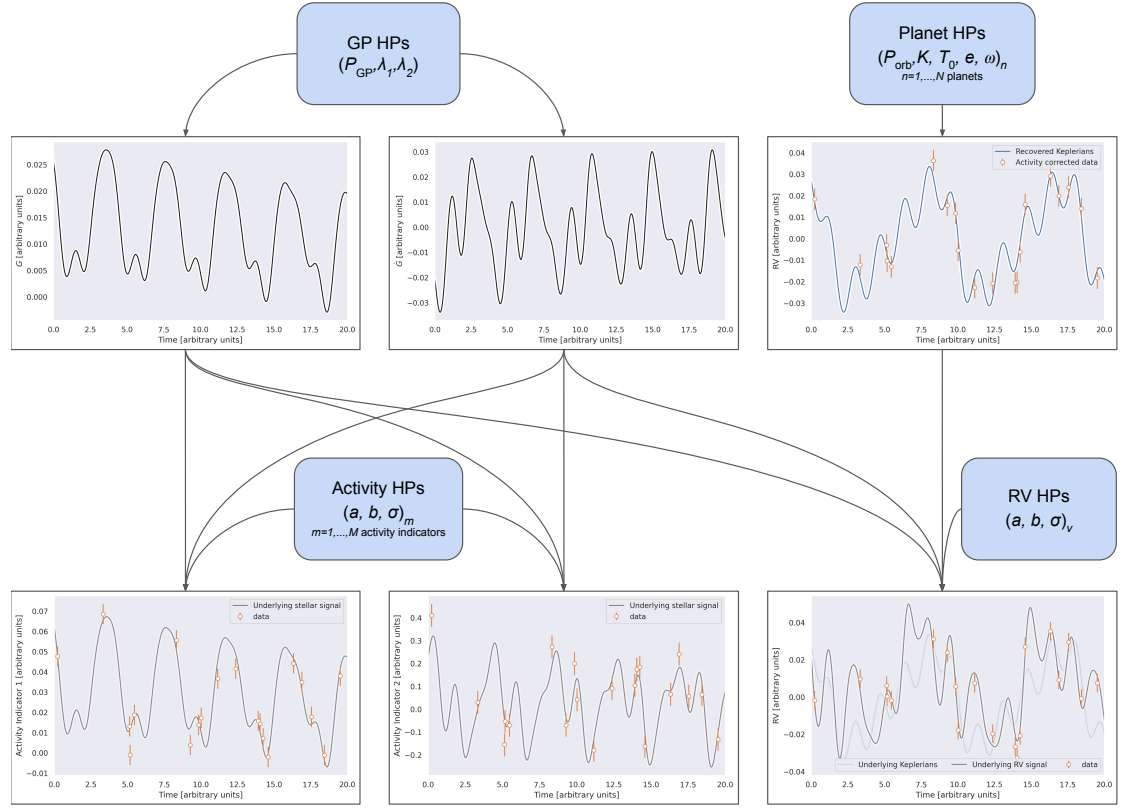 GP HPs
(P_GP, λ_1, λ_2)
Planet HPs
(P_orb, K, T_0, e, ω)_n
n=1,...,N planets
G [arbitrary units]
0.025
0.020
0.015
0.010
0.005
0.000
0.0 2.5 5.0 7.5 10.0 12.5 15.0 17.5 20.0
Time [arbitrary units]
Ġ [arbitrary units]
0.03
0.02
0.01
−0.00
−0.01
−0.02
−0.03
0.0 2.5 5.0 7.5 10.0 12.5 15.0 17.5 20.0
Time [arbitrary units]
Recovered Keplerians
Activity corrected data
RV [arbitrary units]
0.04
0.03
0.02
0.01
0.00
−0.01
−0.02
−0.03
0.0 2.5 5.0 7.5 10.0 12.5 15.0 17.5 20.0
Time [arbitrary units]
Activity HPs
(a, b, σ)_m
m=1,...,M activity indicators
RV HPs
(a, b, σ)_v
Underlying stellar signal
data
Activity Indicator 1 [arbitrary units]
0.07
0.06
0.05
0.04
0.03
0.02
0.01
0.00
−0.01
0.0 2.5 5.0 7.5 10.0 12.5 15.0 17.5 20.0
Time [arbitrary units]
Underlying stellar signal
data
Activity Indicator 2 [arbitrary units]
0.4
0.3
0.2
0.1
−0.0
−0.1
−0.2
0.0 2.5 5.0 7.5 10.0 12.5 15.0 17.5 20.0
Time [arbitrary units]
RV [arbitrary units]
0.04
0.02
0.00
−0.02
−0.04
Underlying Keplerians Underlying RV signal data
0.0 2.5 5.0 7.5 10.0 12.5 15.0 17.5 20.0
Time [arbitrary units]